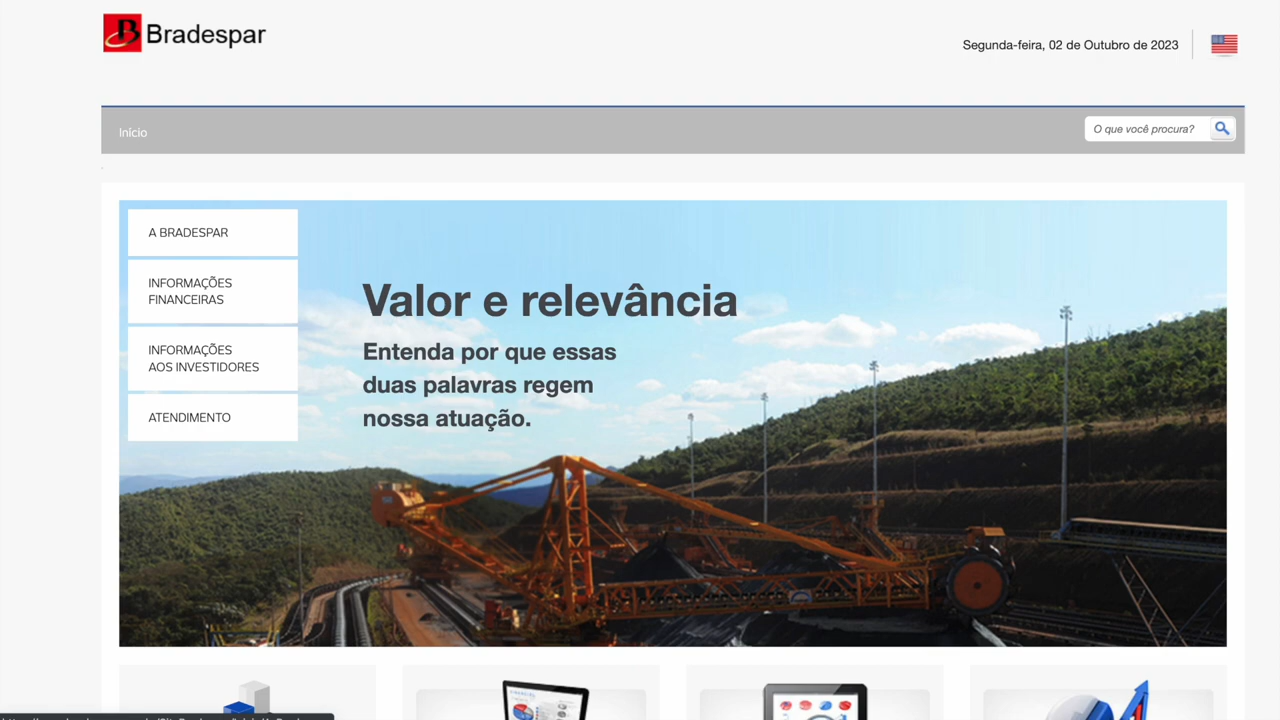 Bradespar
Segunda-feira, 02 de Outubro de 2023
Início
O que você procura?
A BRADESPAR
INFORMAÇÕES
FINANCEIRAS
INFORMAÇÕES
AOS INVESTIDORES
ATENDIMENTO
Valor e relevância
Entenda por que essas
duas palavras regem
nossa atuação.